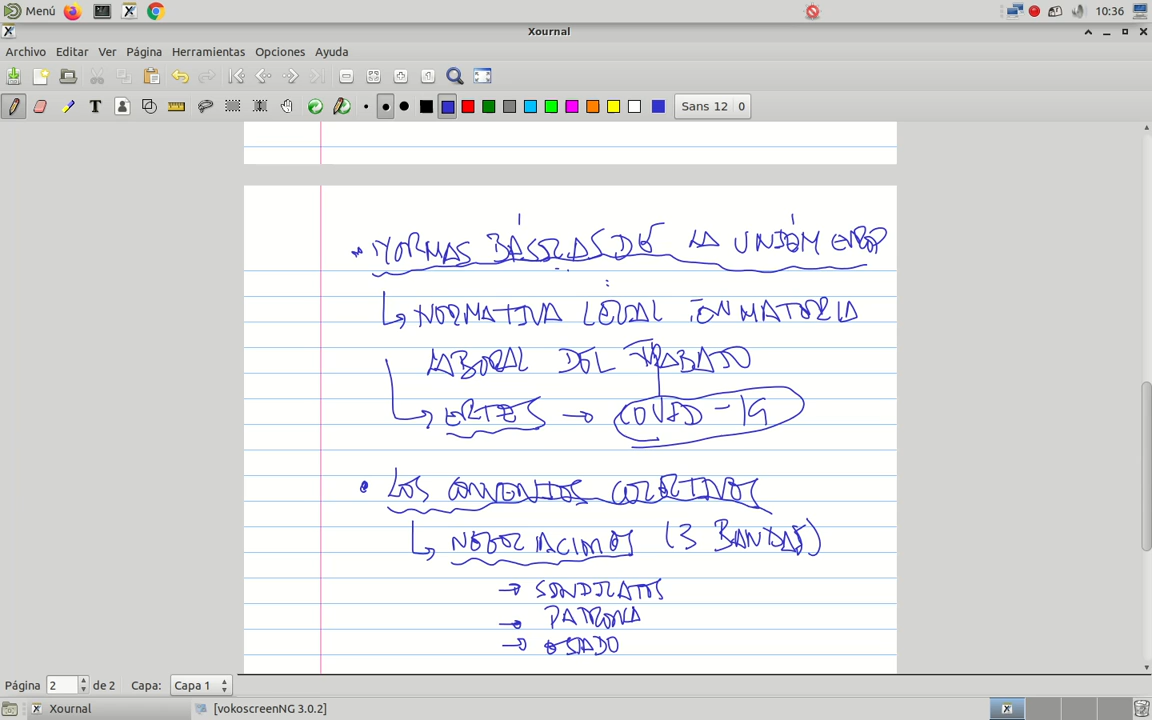 Menú 10:36
Xournal
Archivo Editar Ver Página Herramientas Opciones Ayuda
Sans 12 0
NORMAS BÁSICAS DE LA UNIÓN EUROP
NORMATIVA LEGAL EN MATERIA
LABORAL DEL TRABAJO
ERTES → COVID-19
LOS CONVENIOS COLECTIVOS
NEGOCIACIONES (3 BANDAS)
→ SINDICATOS
→ PATRONA
→ ESTADO
Página 2 de 2 Capa: Capa 1
Xournal [vokoscreenNG 3.0.2]